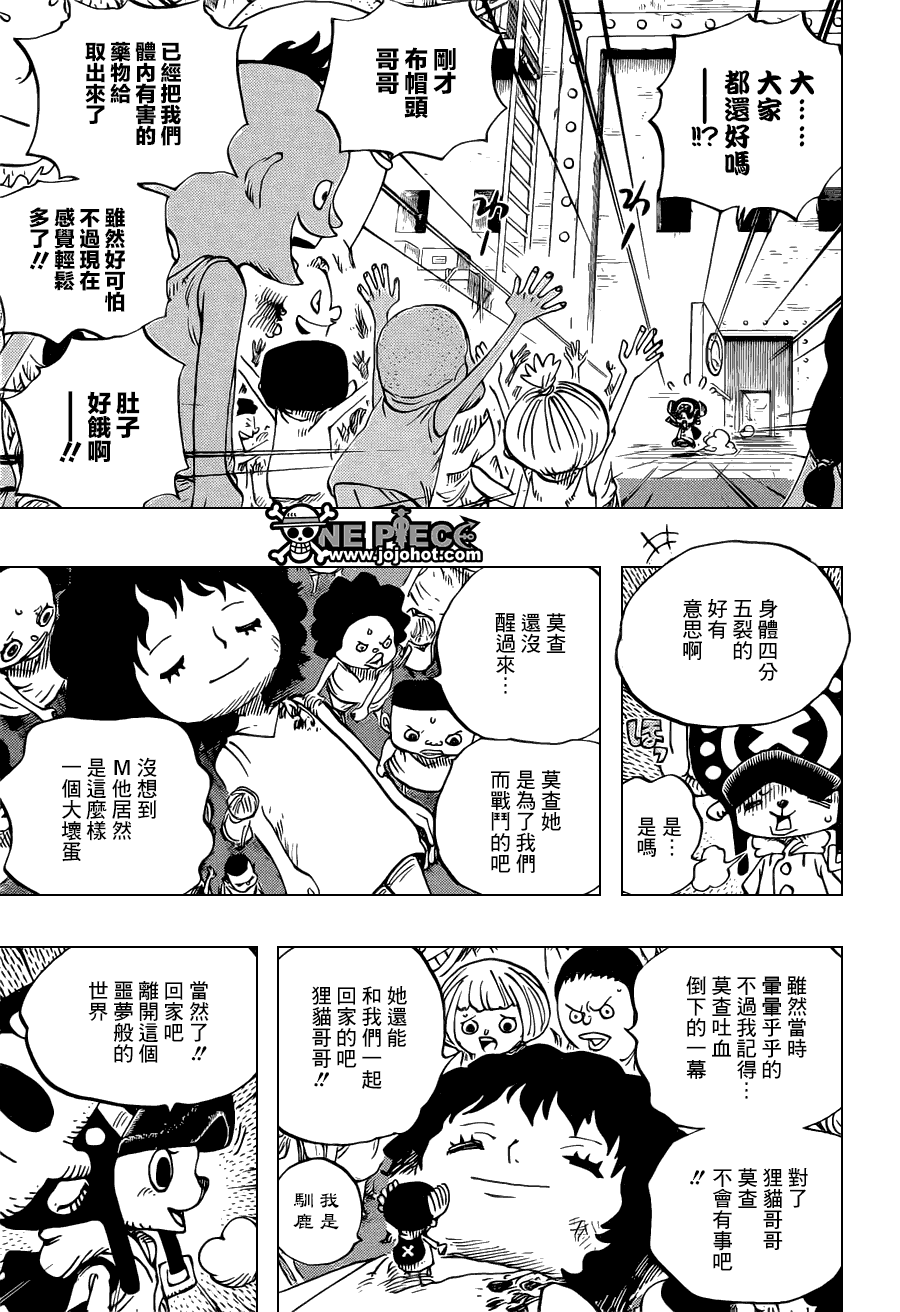 大……
大家
都還好嗎
──!!?
剛才
布帽頭
哥哥
已經把我們
體內有害的
藥物給
取出來了
雖然好可怕
不過現在
感覺輕鬆
多了!!
肚子
好餓啊
──!!
わー
わー
ONE PIECE
www.jojohot.com
身體四分
五裂的
好有
意思啊
ほっ
是…
是嗎
莫查
還沒
醒過來…
莫查她
是為了我們
而戰鬥的吧
沒想到
M他居然
是這麼樣
一個大壞蛋
雖然當時
暈暈乎乎的
不過我記得…
莫查吐血
倒下的一幕
對了
狸貓哥哥
莫查
不會有事吧
!!
她還能
和我們一起
回家的吧
狸貓哥哥!!
我是
馴鹿
當然了!!
回家吧
離開這個
噩夢般的
世界